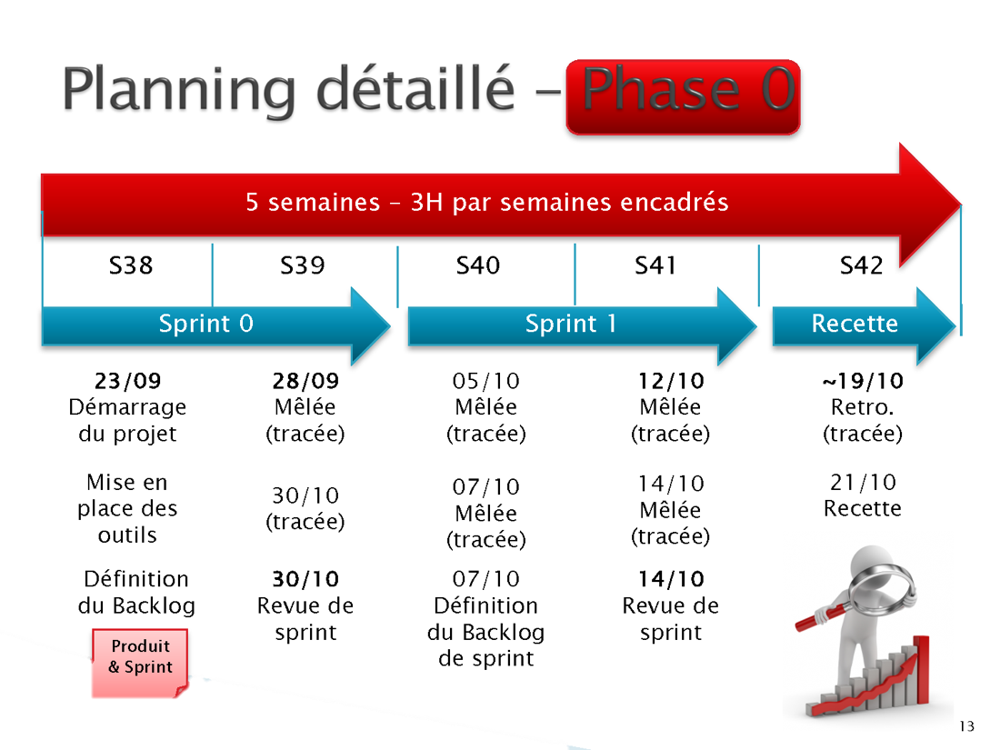 Planning détaillé – Phase 0
5 semaines – 3H par semaines encadrés
S38
S39
S40
S41
S42
Sprint 0
Sprint 1
Recette
23/09
Démarrage
du projet
Mise en
place des
outils
Définition
du Backlog
Produit
& Sprint
28/09
Mêlée
(tracée)
30/10
(tracée)
30/10
Revue de
sprint
05/10
Mêlée
(tracée)
07/10
Mêlée
(tracée)
07/10
Définition
du Backlog
de sprint
12/10
Mêlée
(tracée)
14/10
Mêlée
(tracée)
14/10
Revue de
sprint
~19/10
Retro.
(tracée)
21/10
Recette
13